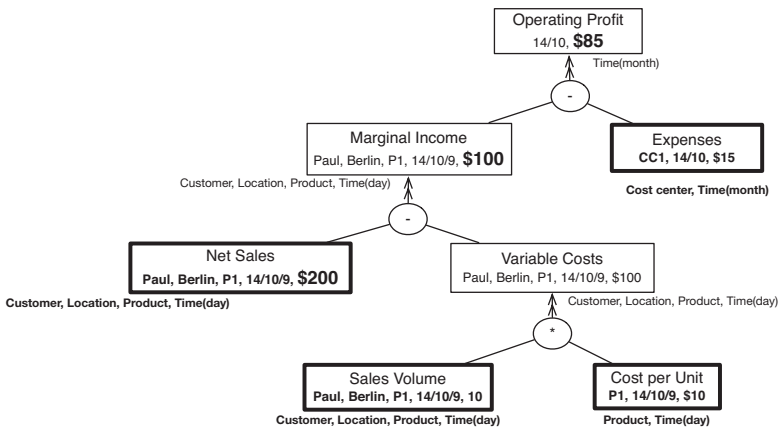 Operating Profit
14/10, $85
Time(month)
-
Marginal Income
Paul, Berlin, P1, 14/10/9, $100
Expenses
CC1, 14/10, $15
Customer, Location, Product, Time(day)
Cost center, Time(month)
-
Net Sales
Paul, Berlin, P1, 14/10/9, $200
Variable Costs
Paul, Berlin, P1, 14/10/9, $100
Customer, Location, Product, Time(day)
Customer, Location, Product, Time(day)
*
Sales Volume
Paul, Berlin, P1, 14/10/9, 10
Cost per Unit
P1, 14/10/9, $10
Customer, Location, Product, Time(day)
Product, Time(day)